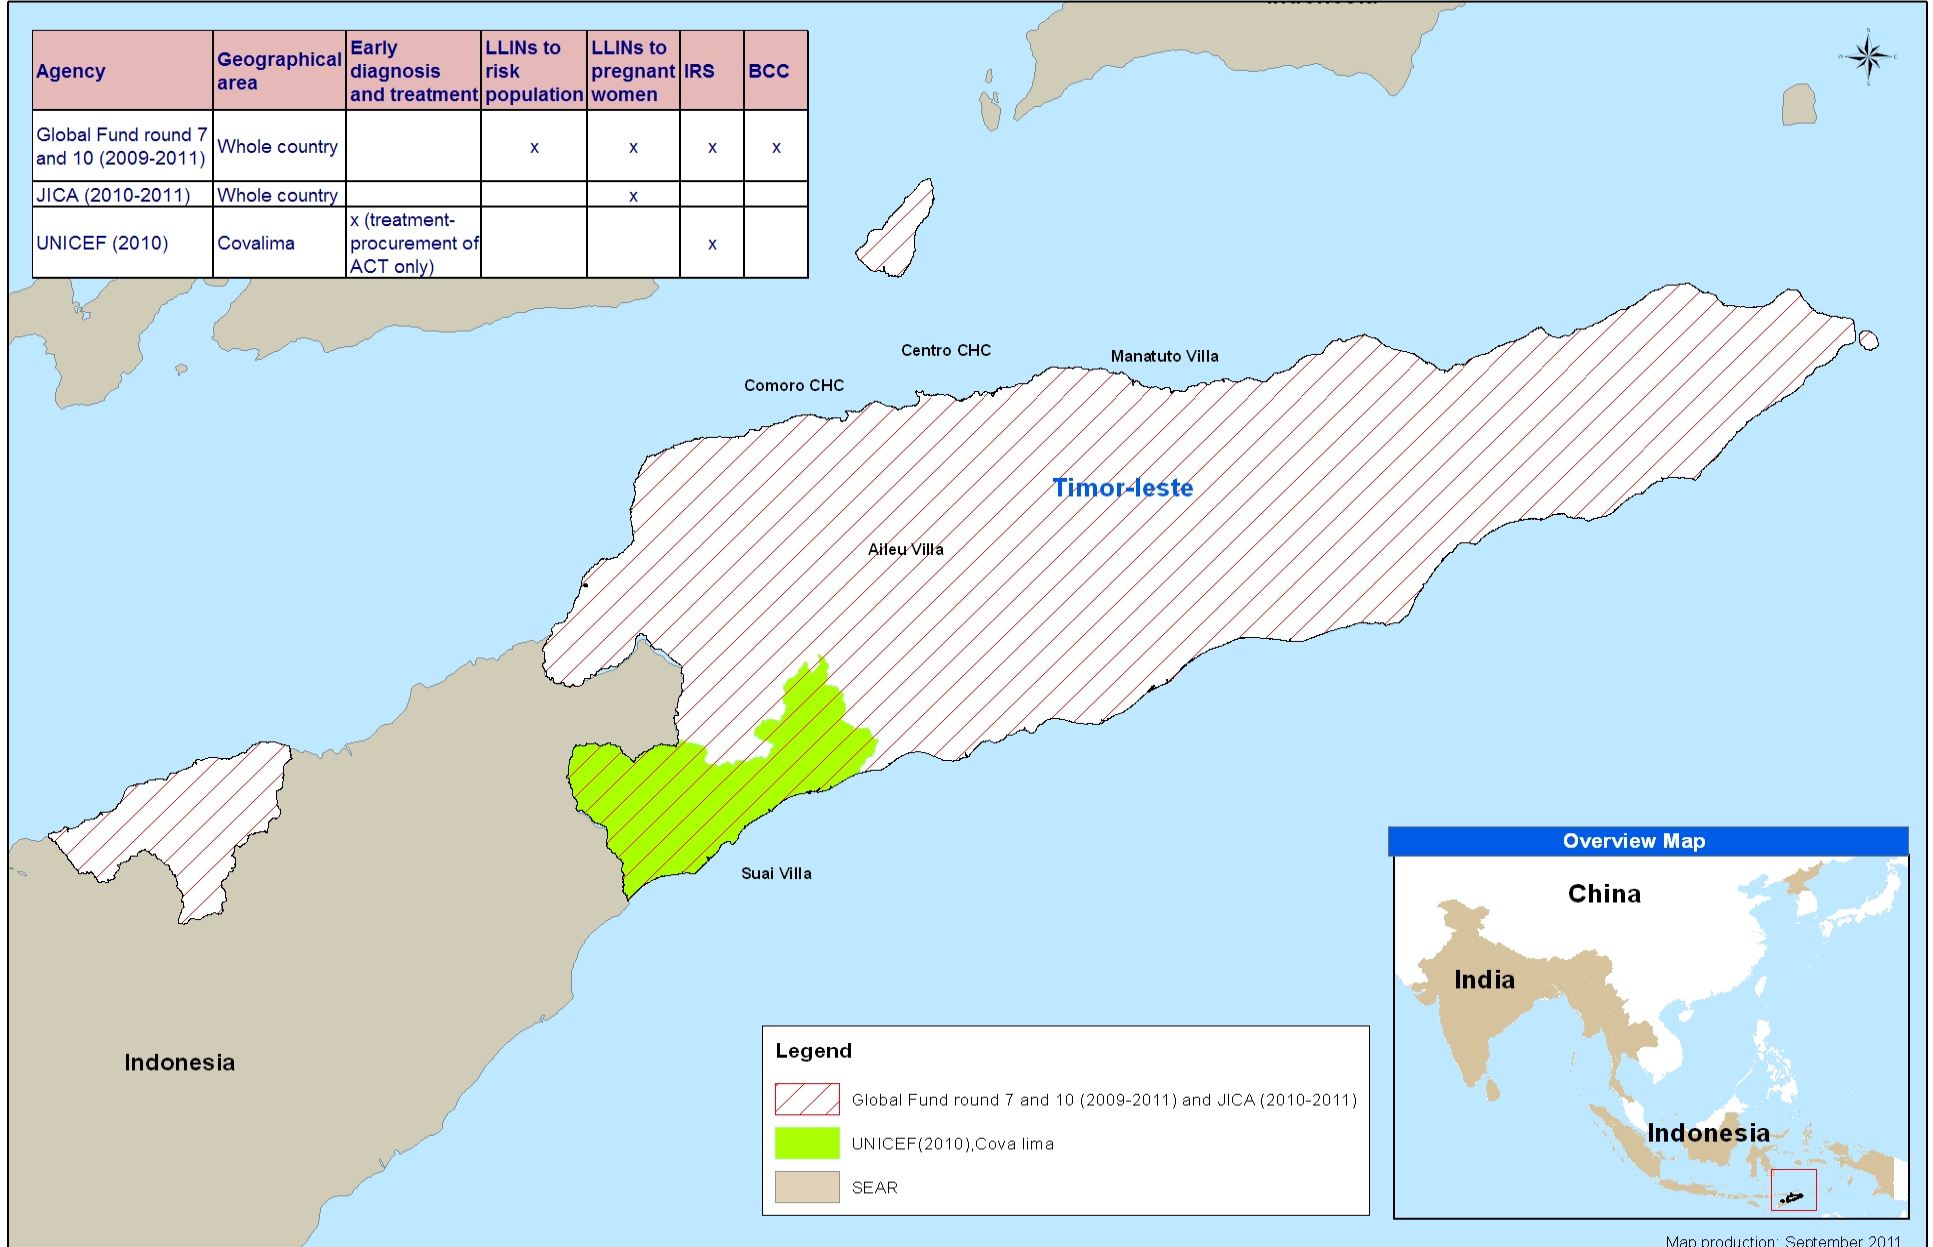 Agency
Geographical
area
Early
diagnosis
and treatment
LLINs to
risk
population
LLINs to
pregnant
women
IRS
BCC
Global Fund round 7
and 10 (2009-2011)
Whole country
x
x
x
x
JICA (2010-2011)
Whole country
x
UNICEF (2010)
Covalima
x (treatment-
procurement of
ACT only)
x
N
W
E
S
Centro CHC
Manatuto Villa
Comoro CHC
Timor-leste
Aileu Villa
Suai Villa
Indonesia
Overview Map
China
India
Indonesia
Legend
Global Fund round 7 and 10 (2009-2011) and JICA (2010-2011)
UNICEF(2010),Cova lima
SEAR
Map production: September 2011